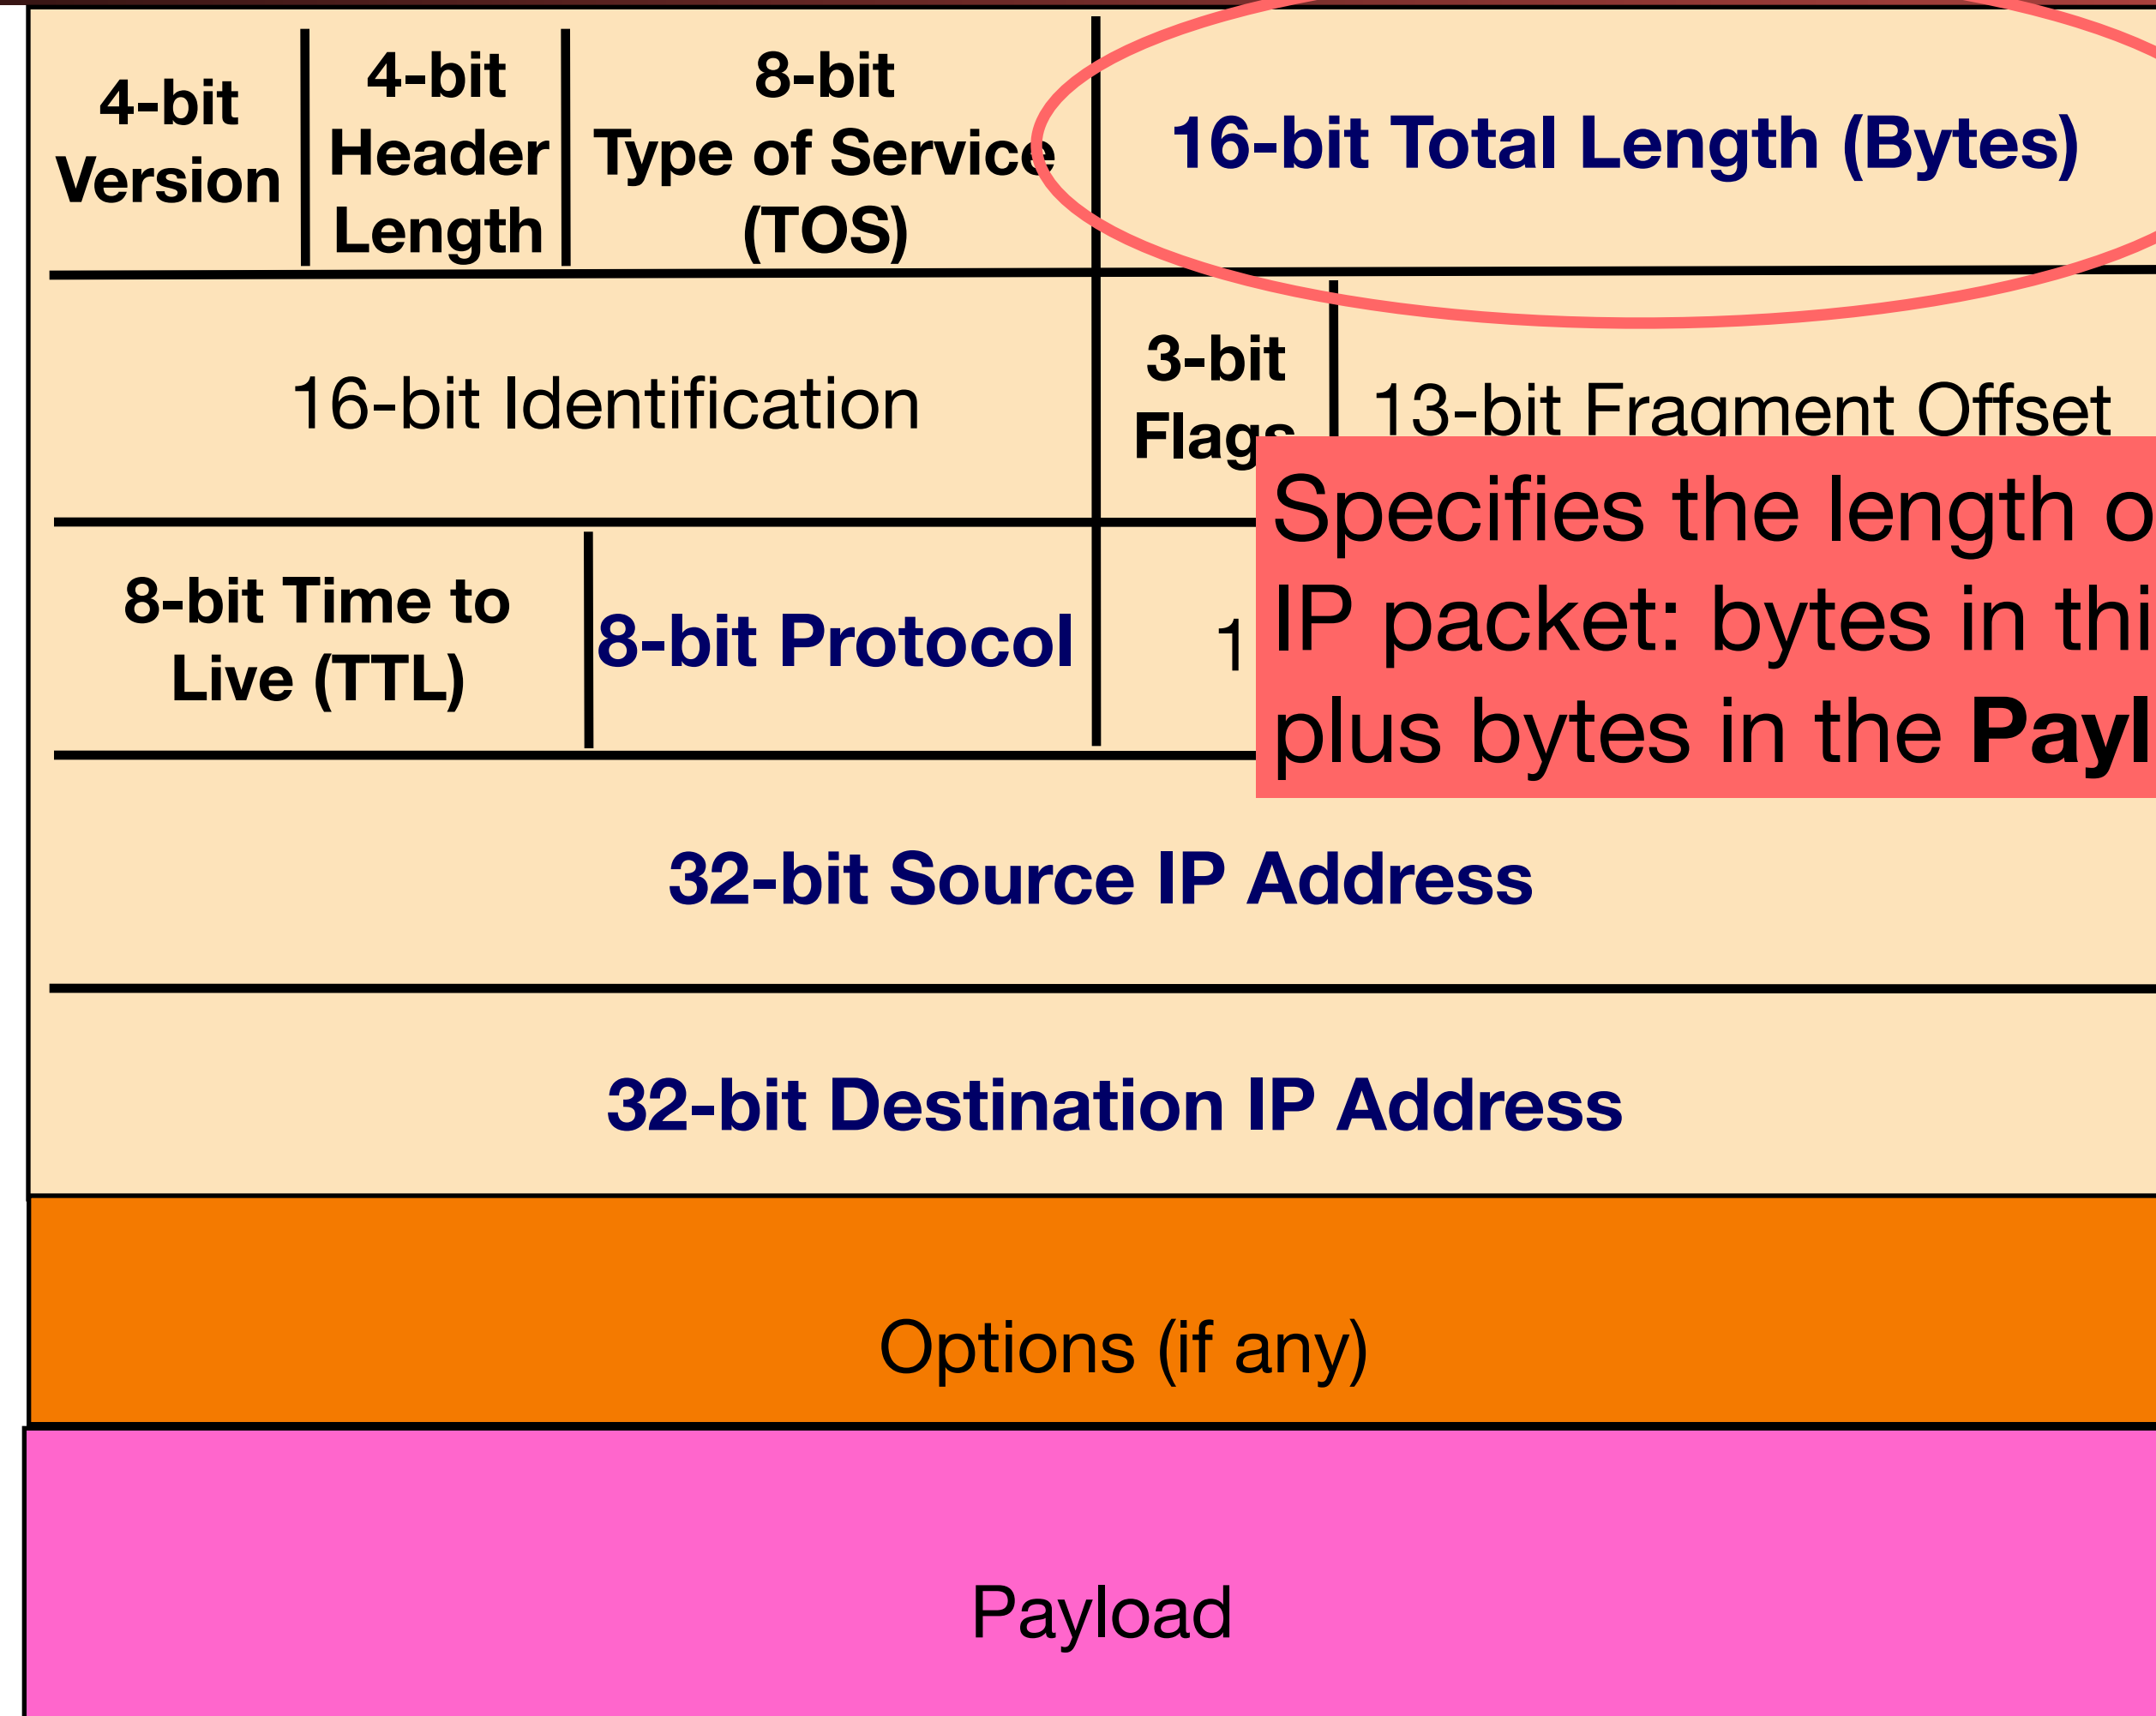 4-bit
Version
4-bit
Header
Length
8-bit
Type of Service
(TOS)
16-bit Total Length (Bytes)
16-bit Identification
3-bit
Flags
13-bit Fragment Offset
8-bit Time to
Live (TTL)
8-bit Protocol
1
Specifies the length
IP packet: bytes in
plus bytes in the
32-bit Source IP Address
32-bit Destination IP Address
Options (if any)
Payload